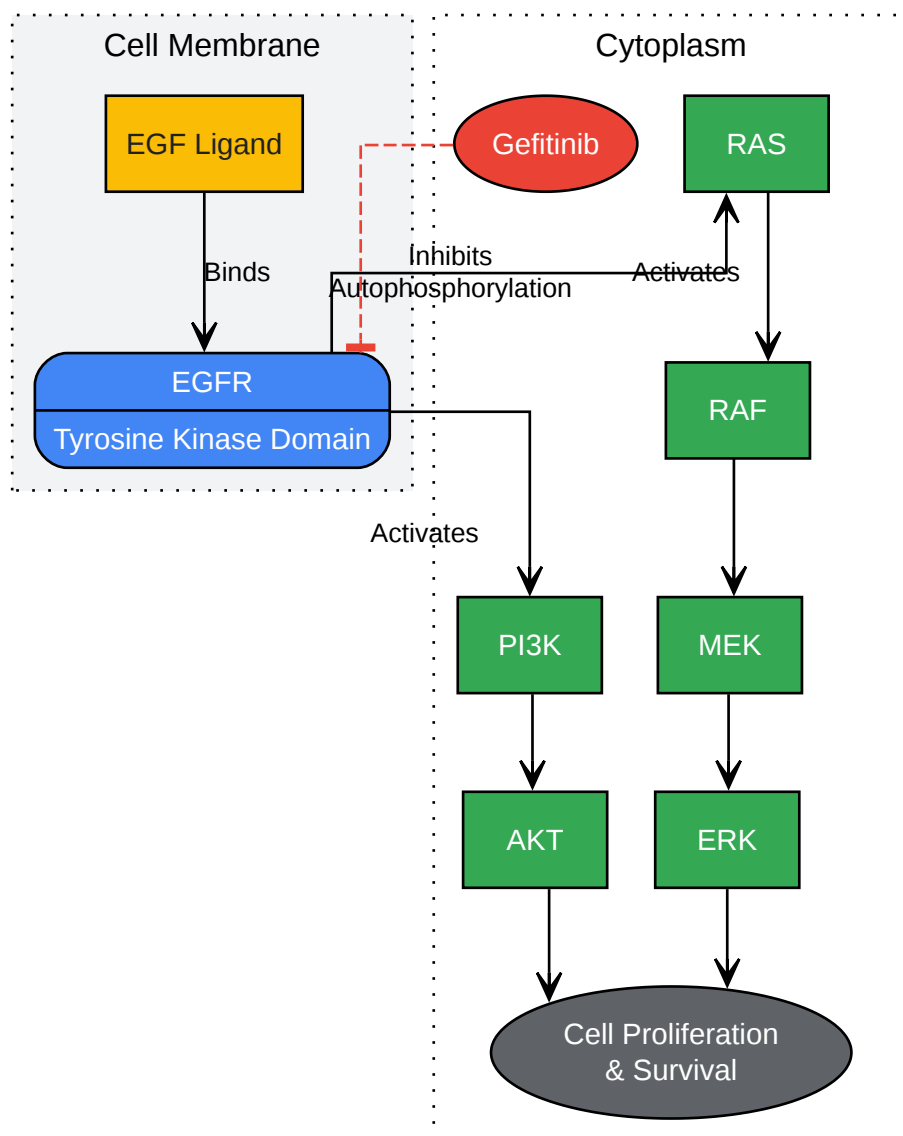 Cell Membrane
Cytoplasm
EGF Ligand
Gefitinib
RAS
Binds
Inhibits
Autophosphorylation
Activates
EGFR
Tyrosine Kinase Domain
RAF
Activates
PI3K
MEK
AKT
ERK
Cell Proliferation
& Survival